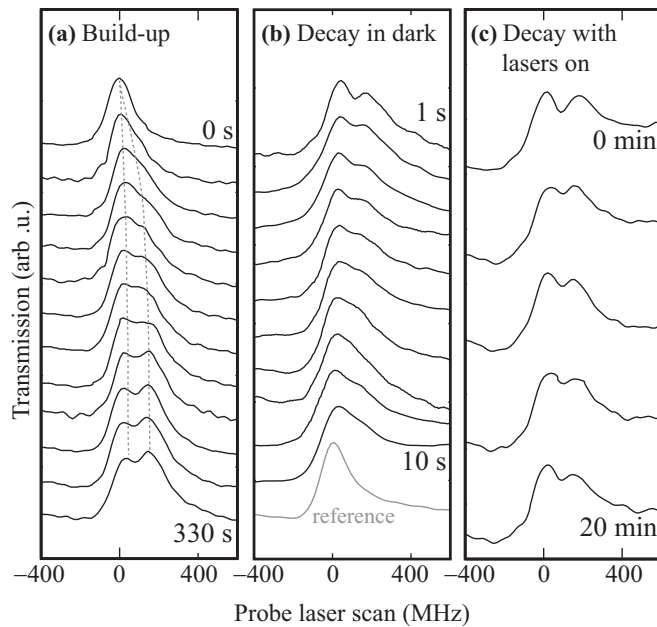 (a) Build-up
0 s
330 s
(b) Decay in dark
1 s
10 s
reference
(c) Decay with
lasers on
0 min
20 min
Transmission (arb .u.)
−400 0 400 −400 0 400 −400 0 400
Probe laser scan (MHz)